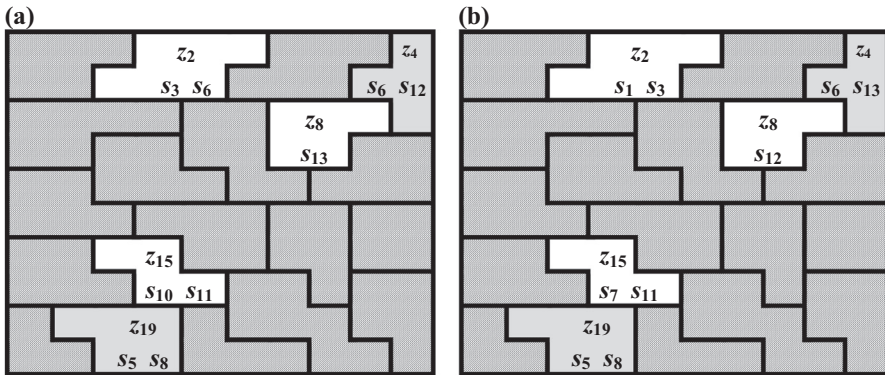 (a)
z2
z4
s3 s6
s6 s12
z8
s13
z15
s10 s11
z19
s5 s8
(b)
z2
z4
s1 s3
s6 s13
z8
s12
z15
s7 s11
z19
s5 s8